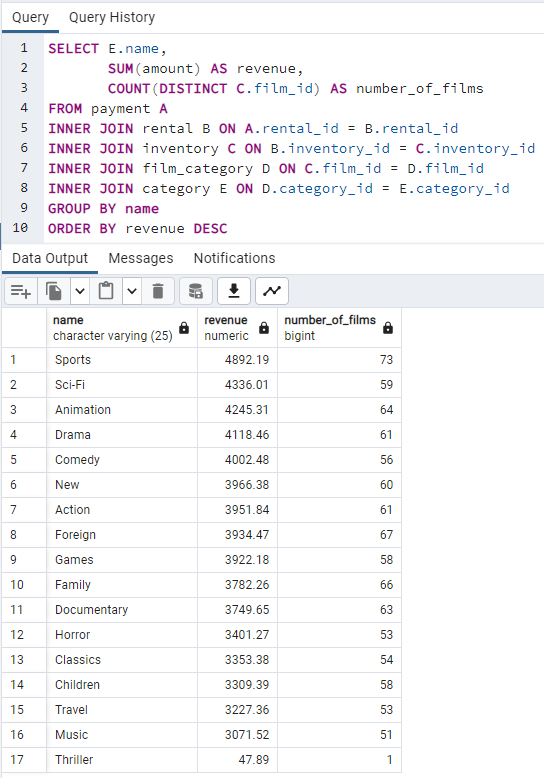 Query Query History
1 SELECT E.name,
2 SUM(amount) AS revenue,
3 COUNT(DISTINCT C.film_id) AS number_of_films
4 FROM payment A
5 INNER JOIN rental B ON A.rental_id = B.rental_id
6 INNER JOIN inventory C ON B.inventory_id = C.inventory_id
7 INNER JOIN film_category D ON C.film_id = D.film_id
8 INNER JOIN category E ON D.category_id = E.category_id
9 GROUP BY name
10 ORDER BY revenue DESC
Data Output Messages Notifications
name revenue number_of_films
character varying (25) numeric bigint
1 Sports 4892.19 73
2 Sci-Fi 4336.01 59
3 Animation 4245.31 64
4 Drama 4118.46 61
5 Comedy 4002.48 56
6 New 3966.38 60
7 Action 3951.84 61
8 Foreign 3934.47 67
9 Games 3922.18 58
10 Family 3782.26 66
11 Documentary 3749.65 63
12 Horror 3401.27 53
13 Classics 3353.38 54
14 Children 3309.39 58
15 Travel 3227.36 53
16 Music 3071.52 51
17 Thriller 47.89 1